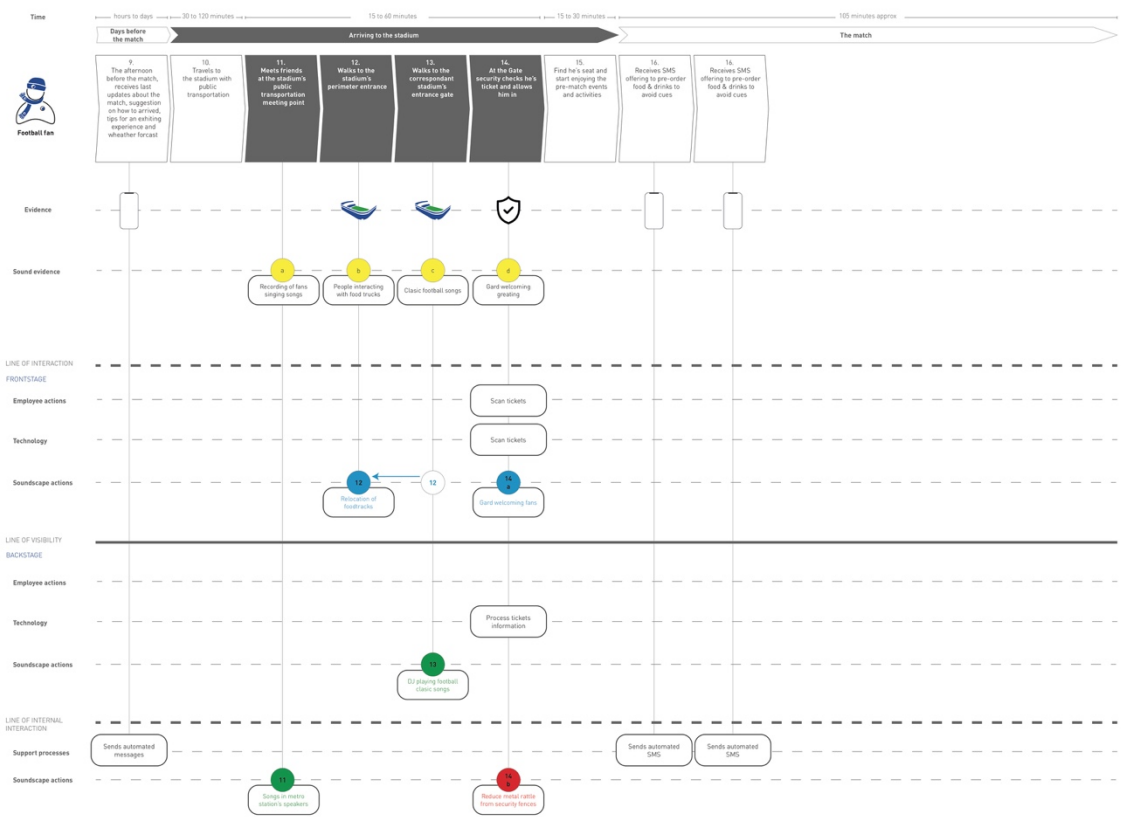 Time
hours to days
30 to 120 minutes
15 to 60 minutes
15 to 30 minutes
105 minutes approx
Days before
the match
Arriving to the stadium
The match
Football fan
9.
The afternoon
before the match,
receives last
updates about the
match, suggestion
on how to arrived,
tips for an exhiting
experience and
wheather forcast
10.
Travels to
the stadium with
public
transportation
11.
Meets friends
at the stadium's
public
transportation
meeting point
12.
Walks to the
stadium's
perimeter entrance
13.
Walks to the
correspondant
stadium's
entrance gate
14.
At the Gate
security checks he's
ticket and allows
him in
15.
Find he's seat and
start enjoying the
pre-match events
and activities
16.
Receives SMS
offering to pre-order
food & drinks to
avoid cues
16.
Receives SMS
offering to pre-order
food & drinks to
avoid cues
Evidence
Sound evidence
a
Recording of fans
singing songs
b
People interacting
with food trucks
c
Clasic football songs
d
Gard welcoming
greating
LINE OF INTERACTION
FRONTSTAGE
Employee actions
Scan tickets
Technology
Scan tickets
Soundscape actions
12
Relocation of
foodtracks
12
14
a
Gard welcoming fans
LINE OF VISIBILITY
BACKSTAGE
Employee actions
Technology
Process tickets
information
Soundscape actions
13
DJ playing football
clasic songs
LINE OF INTERNAL
INTERACTION
Support processes
Sends automated
messages
Sends automated
SMS
Sends automated
SMS
Soundscape actions
11
Songs in metro
station's speakers
14
b
Reduce metal rattle
from security fences